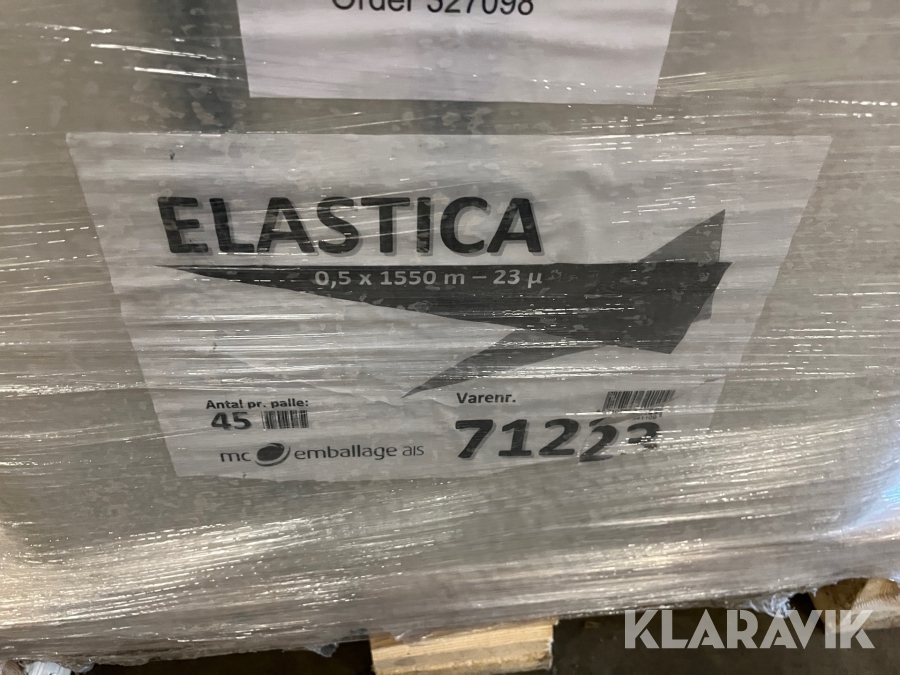 Order 327098
ELASTICA
0,5 x 1550 m – 23 µ
Antal pr. palle:
45
mc emballage a/s
Varenr.
71223
KLARAVIK